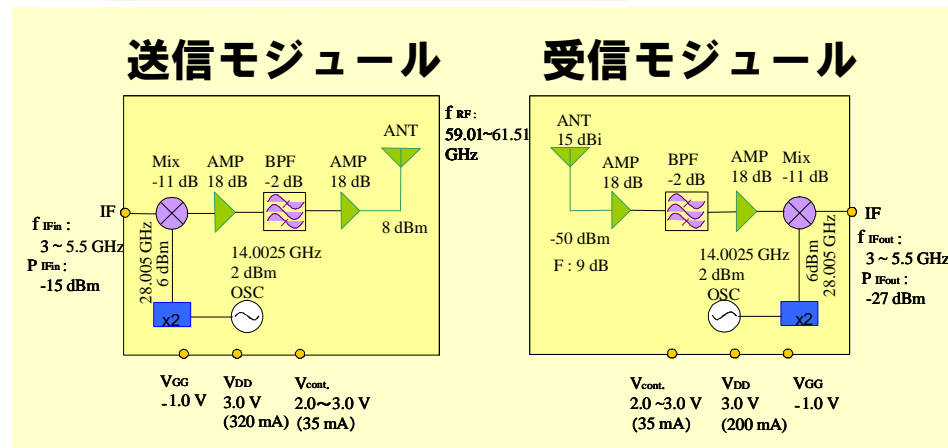 送信モジュール
f RF :
59.01~61.51
GHz
ANT
Mix
-11 dB
AMP
18 dB
BPF
-2 dB
AMP
18 dB
IF
f IFin :
3 ~ 5.5 GHz
P IFin :
-15 dBm
8 dBm
28.005 GHz
6 dBm
14.0025 GHz
2 dBm
OSC
x2
VGG
-1.0 V
VDD
3.0 V
(320 mA)
Vcont.
2.0～3.0 V
(35 mA)
受信モジュール
ANT
15 dBi
AMP
18 dB
BPF
-2 dB
AMP
18 dB
Mix
-11 dB
IF
f IFout :
3 ~ 5.5 GHz
P IFout :
-27 dBm
-50 dBm
F : 9 dB
14.0025 GHz
2 dBm
OSC
6dBm
28.005 GHz
x2
Vcont.
2.0 ~3.0 V
(35 mA)
VDD
3.0 V
(200 mA)
VGG
-1.0 V